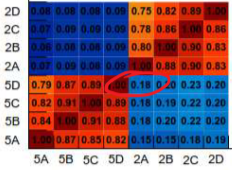 2D 0.08 0.08 0.08 0.09 0.75 0.82 0.89 1.00
2C 0.07 0.09 0.09 0.09 0.78 0.86 1.00 0.86
2B 0.06 0.08 0.08 0.09 0.80 1.00 0.90 0.83
2A 0.07 0.09 0.08 0.09 1.00 0.88 0.90 0.83
5D 0.79 0.87 0.89 0.18 0.20 0.23 0.20
5C 0.82 0.91 1.00 0.89 0.18 0.19 0.22 0.20
5B 0.84 1.00 0.91 0.88 0.18 0.20 0.22 0.20
5A 1.00 0.87 0.85 0.82 0.15 0.15 0.18 0.19
5A 5B 5C 5D 2A 2B 2C 2D